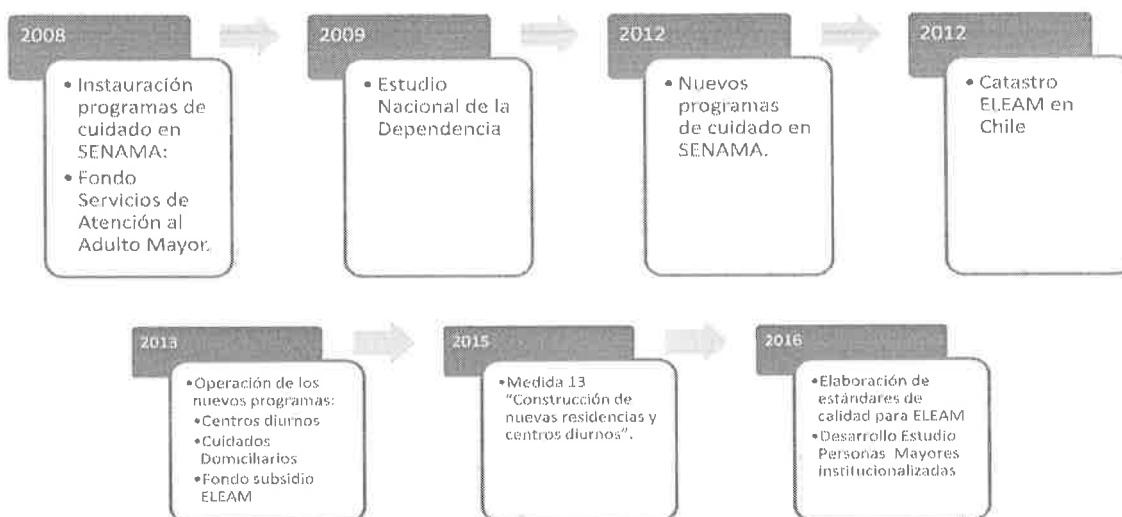 2008
• Instauración
programas de
cuidado en
SENAMA:
• Fondo
Servicios de
Atención al
Adulto Mayor.
2009
• Estudio
Nacional de la
Dependencia
2012
• Nuevos
programas
de cuidado en
SENAMA.
2012
• Catastro
ELEAM en
Chile
2013
•Operación de los
nuevos programas:
•Centros diurnos
•Cuidados
Domiciliarios
•Fondo subsidio
ELEAM
2015
•Medida 13
"Construcción de
nuevas residencias y
centros diurnos".
2016
•Elaboración de
estándares de
calidad para ELEAM
•Desarrollo Estudio
Personas Mayores
institucionalizadas